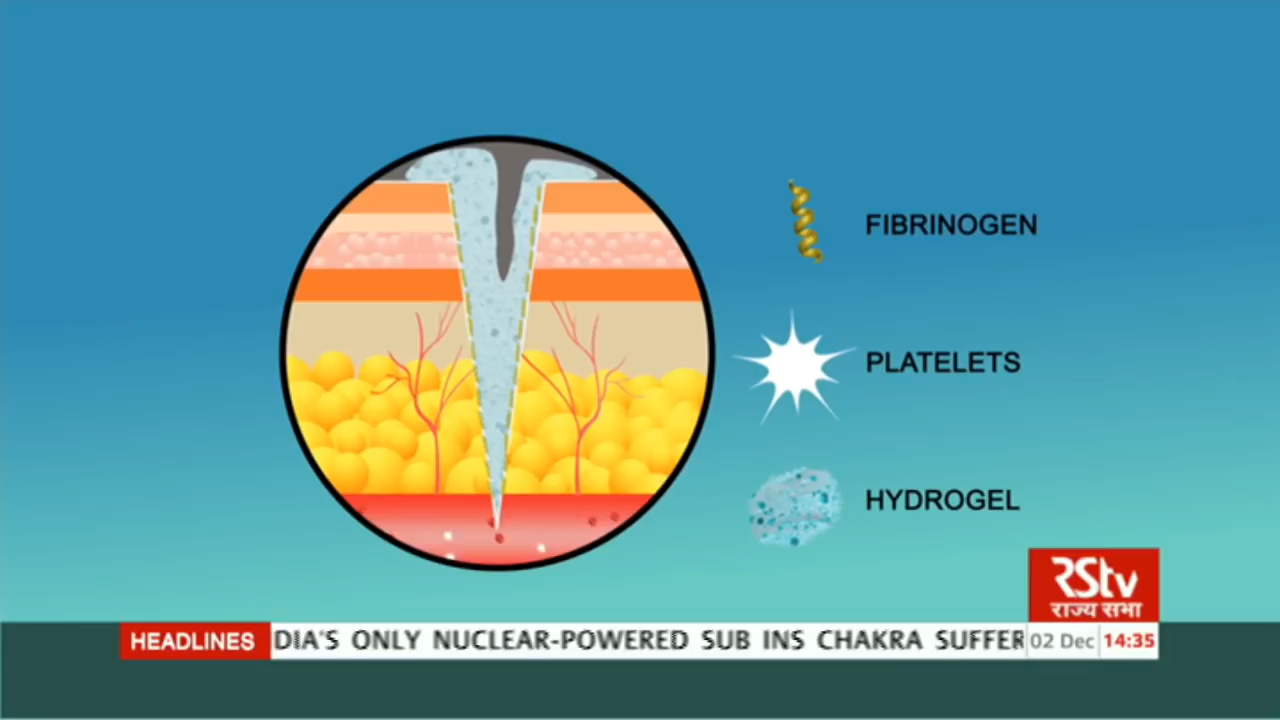 FIBRINOGEN
PLATELETS
HYDROGEL
RStv
राज्य सभा
HEADLINES DIA'S ONLY NUCLEAR-POWERED SUB INS CHAKRA SUFFER 02 Dec 14:35